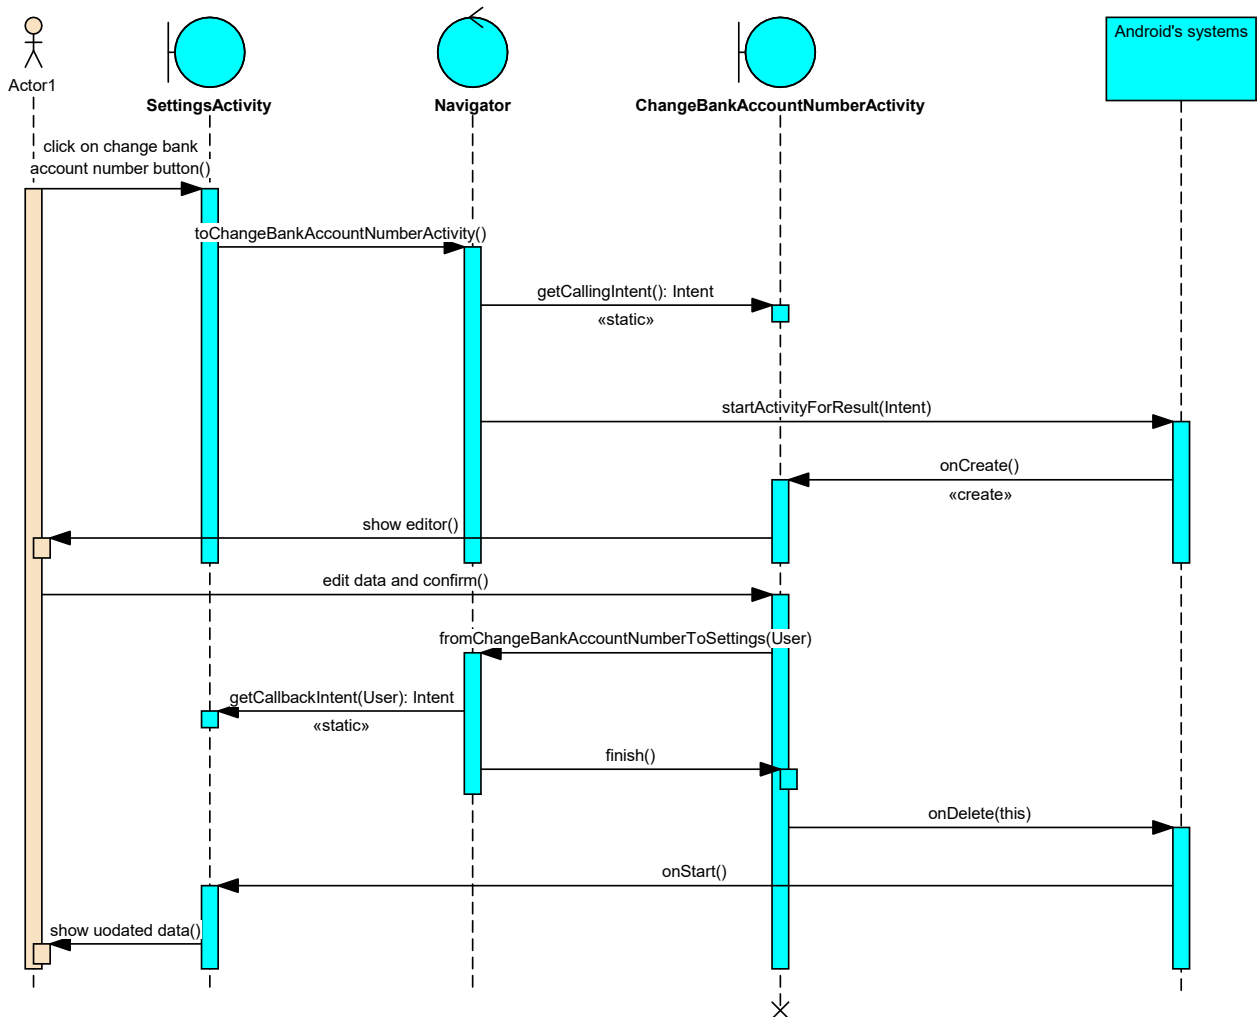 Android's systems
Actor1
SettingsActivity
Navigator
ChangeBankAccountNumberActivity
click on change bank
account number button()
toChangeBankAccountNumberActivity()
getCallingIntent(): Intent
«static»
startActivityForResult(Intent)
onCreate()
«create»
show editor()
edit data and confirm()
fromChangeBankAccountNumberToSettings(User)
getCallbackIntent(User): Intent
«static»
finish()
onDelete(this)
onStart()
show uodated data()